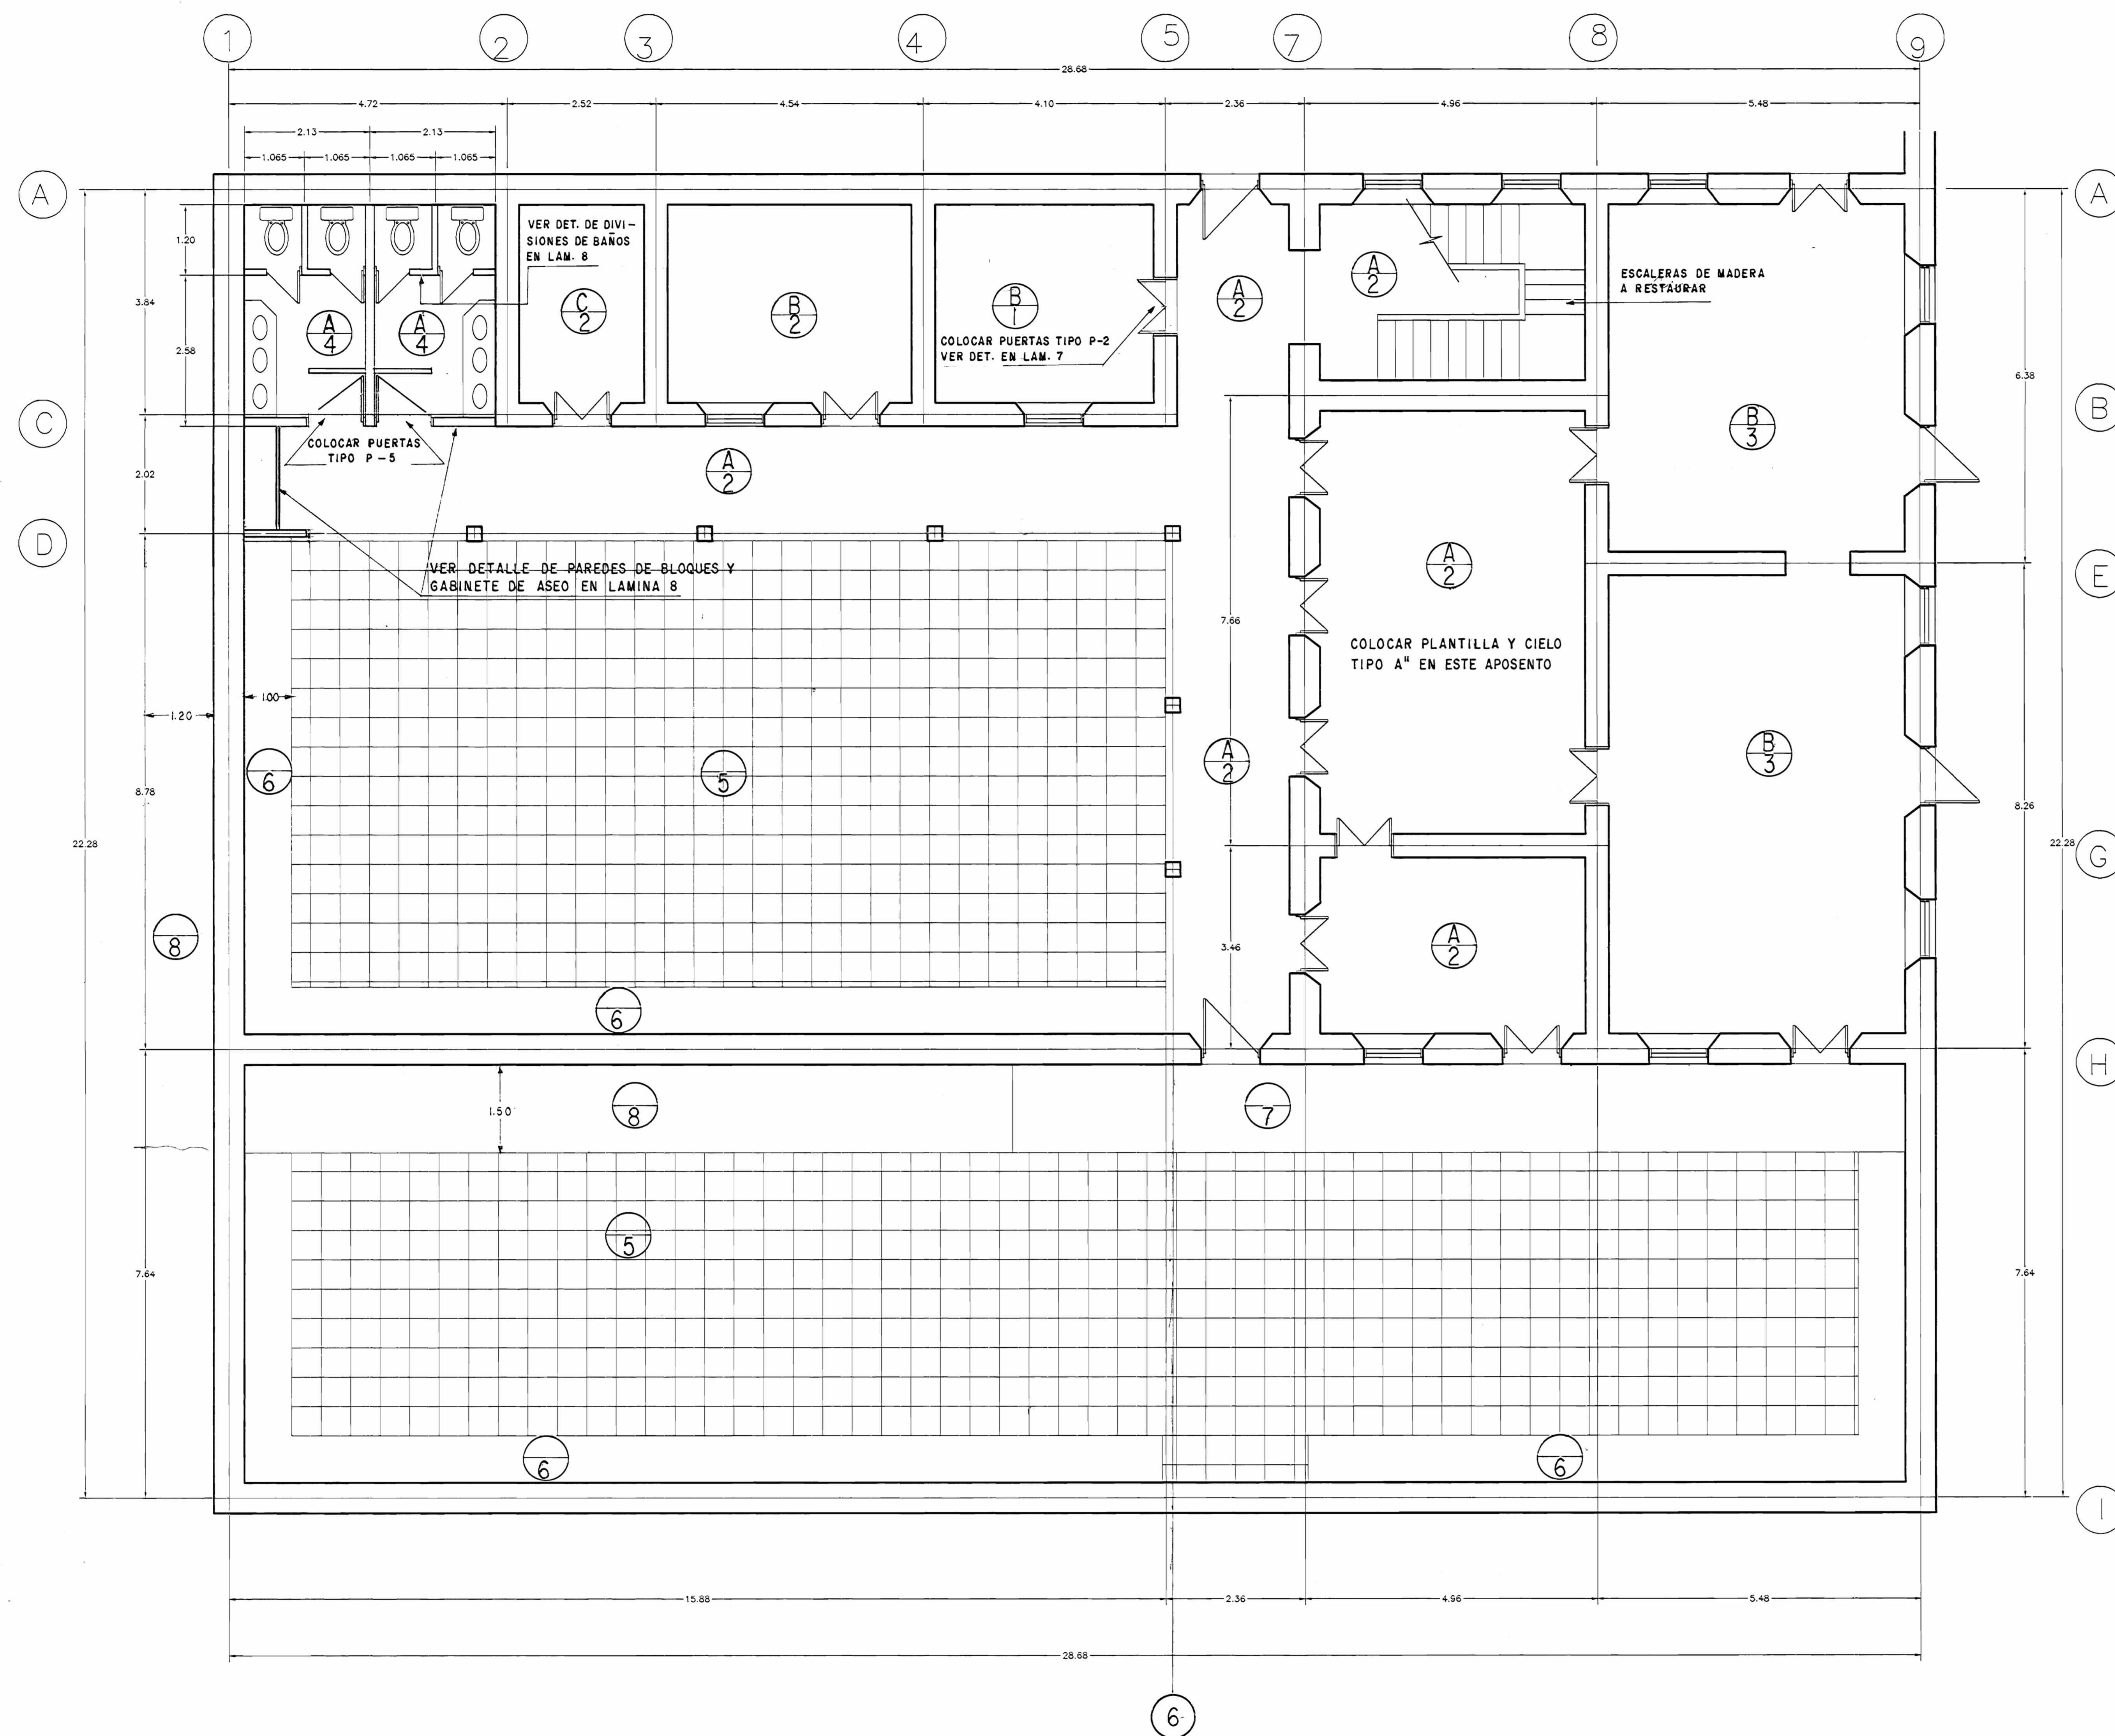 1 2 3 4 5 7 8 9
28.68
4.72 2.52 4.54 4.10 2.36 4.96 5.48
2.13 2.13
1.065 1.065 1.065 1.065
A A
1.20
3.84
2.58
VER DET. DE DIVI-
SIONES DE BAÑOS
EN LAM. 8
C
2
B
2
B
1
COLOCAR PUERTAS TIPO P-2
VER DET. EN LAM. 7
A
2
A
2
ESCALERAS DE MADERA
A RESTAURAR
A
4
A
4
6.38
C B
COLOCAR PUERTAS
TIPO P-5
B
3
2.02
A
2
D E
VER DETALLE DE PAREDES DE BLOQUES Y
GABINETE DE ASEO EN LAMINA 8
A
2
7.66
COLOCAR PLANTILLA Y CIELO
TIPO A" EN ESTE APOSENTO
1.00
1.20
6
5
A
2
B
3
8.78
8.26
22.28 22.28
G
8
3.46
A
2
6
H
1.50
8
7
5
7.64 7.64
6 6
I
15.88 2.36 4.96 5.48
28.68
6